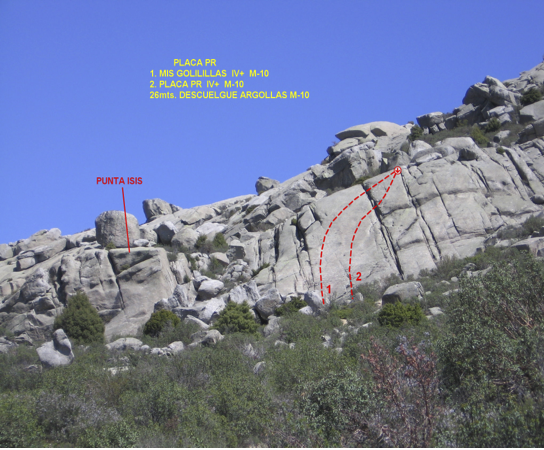 PLACA PR
1. MIS GOLILILLAS IV+ M-10
2. PLACA PR IV+ M-10
26mts. DESCUELGUE ARGOLLAS M-10
PUNTA ISIS
1
2